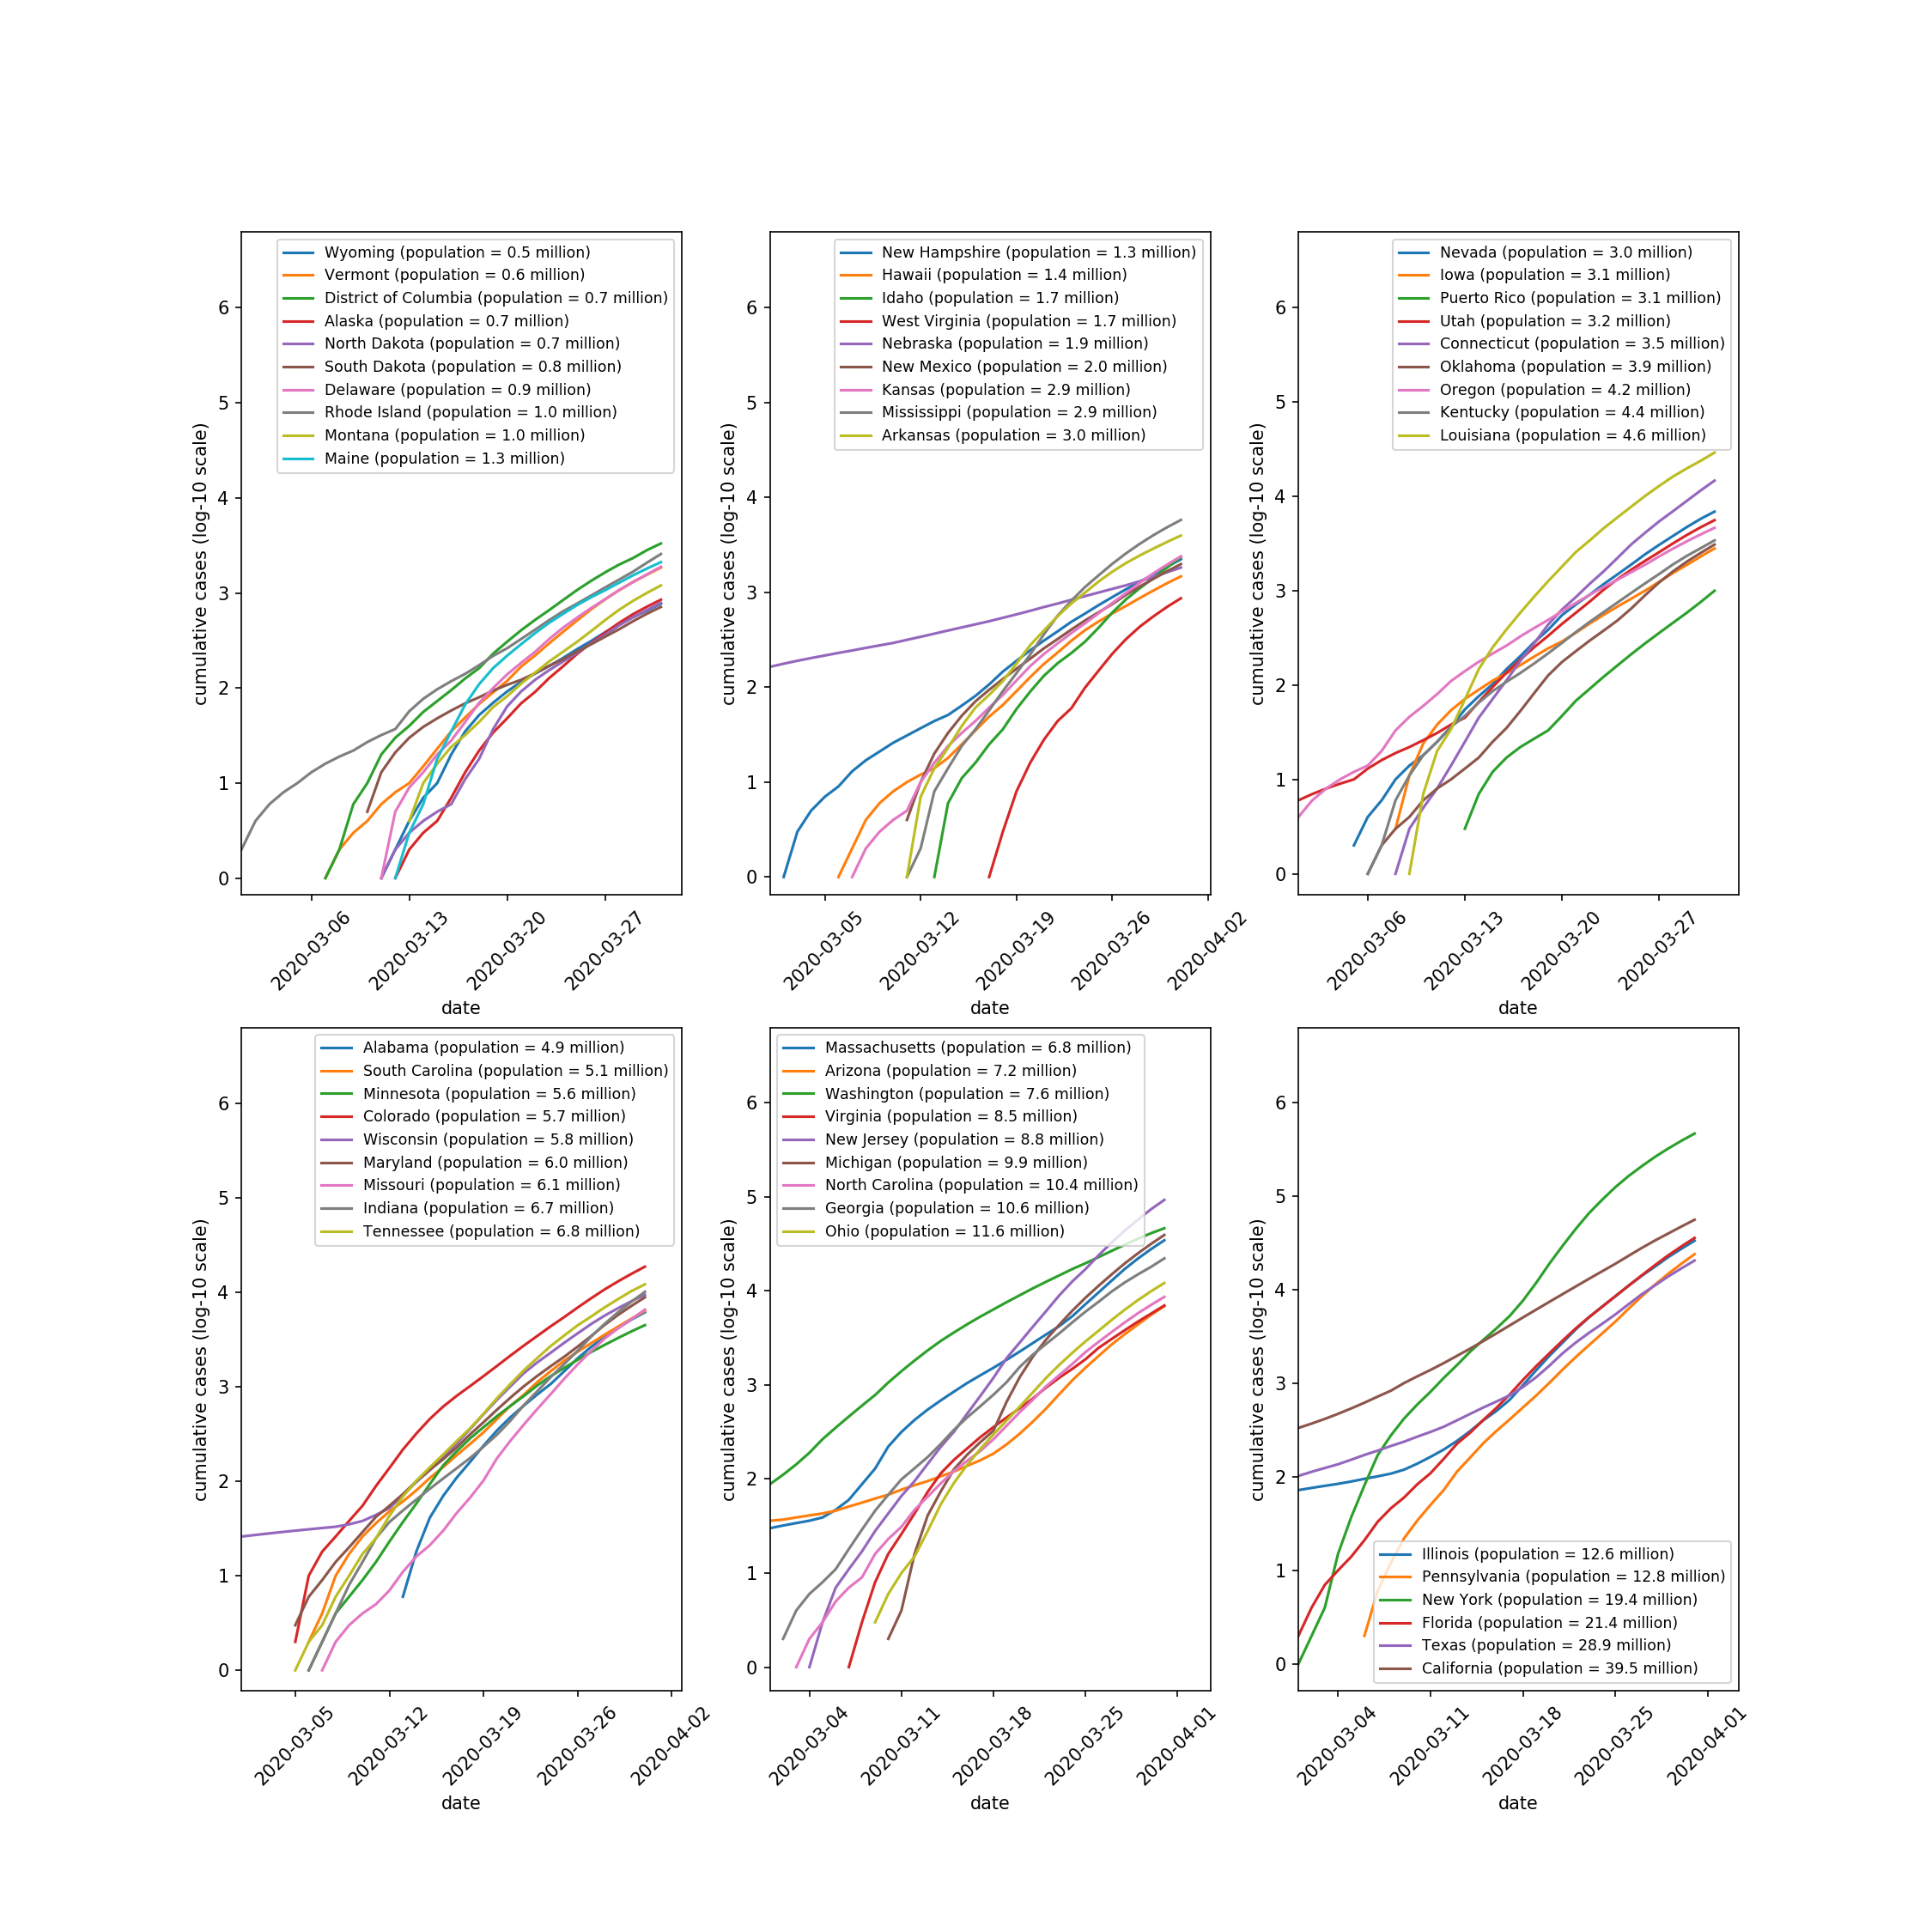 Wyoming (population = 0.5 million)
Vermont (population = 0.6 million)
District of Columbia (population = 0.7 million)
Alaska (population = 0.7 million)
North Dakota (population = 0.7 million)
South Dakota (population = 0.8 million)
Delaware (population = 0.9 million)
Rhode Island (population = 1.0 million)
Montana (population = 1.0 million)
Maine (population = 1.3 million)
6
5
4
3
2
1
0
cumulative cases (log-10 scale)
2020-03-06
2020-03-13
2020-03-20
2020-03-27
date
New Hampshire (population = 1.3 million)
Hawaii (population = 1.4 million)
Idaho (population = 1.7 million)
West Virginia (population = 1.7 million)
Nebraska (population = 1.9 million)
New Mexico (population = 2.0 million)
Kansas (population = 2.9 million)
Mississippi (population = 2.9 million)
Arkansas (population = 3.0 million)
6
5
4
3
2
1
0
cumulative cases (log-10 scale)
2020-03-05
2020-03-12
2020-03-19
2020-03-26
2020-04-02
date
Nevada (population = 3.0 million)
Iowa (population = 3.1 million)
Puerto Rico (population = 3.1 million)
Utah (population = 3.2 million)
Connecticut (population = 3.5 million)
Oklahoma (population = 3.9 million)
Oregon (population = 4.2 million)
Kentucky (population = 4.4 million)
Louisiana (population = 4.6 million)
6
5
4
3
2
1
0
cumulative cases (log-10 scale)
2020-03-06
2020-03-13
2020-03-20
2020-03-27
date
Alabama (population = 4.9 million)
South Carolina (population = 5.1 million)
Minnesota (population = 5.6 million)
Colorado (population = 5.7 million)
Wisconsin (population = 5.8 million)
Maryland (population = 6.0 million)
Missouri (population = 6.1 million)
Indiana (population = 6.7 million)
Tennessee (population = 6.8 million)
6
5
4
3
2
1
0
cumulative cases (log-10 scale)
2020-03-05
2020-03-12
2020-03-19
2020-03-26
2020-04-02
date
Massachusetts (population = 6.8 million)
Arizona (population = 7.2 million)
Washington (population = 7.6 million)
Virginia (population = 8.5 million)
New Jersey (population = 8.8 million)
Michigan (population = 9.9 million)
North Carolina (population = 10.4 million)
Georgia (population = 10.6 million)
Ohio (population = 11.6 million)
6
5
4
3
2
1
0
cumulative cases (log-10 scale)
2020-03-04
2020-03-11
2020-03-18
2020-03-25
2020-04-01
date
6
5
4
3
2
1
0
cumulative cases (log-10 scale)
Illinois (population = 12.6 million)
Pennsylvania (population = 12.8 million)
New York (population = 19.4 million)
Florida (population = 21.4 million)
Texas (population = 28.9 million)
California (population = 39.5 million)
2020-03-04
2020-03-11
2020-03-18
2020-03-25
2020-04-01
date